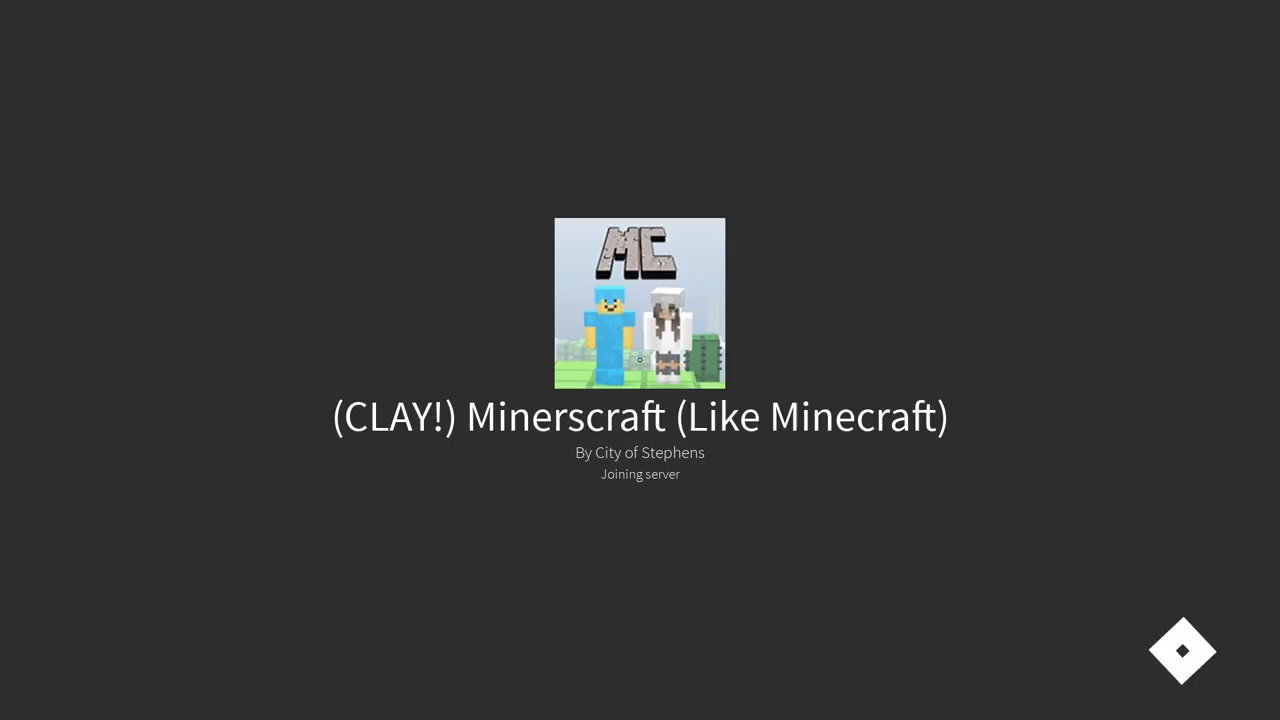 MC
(CLAY!) Minerscraft (Like Minecraft)
By City of Stephens
Joining server